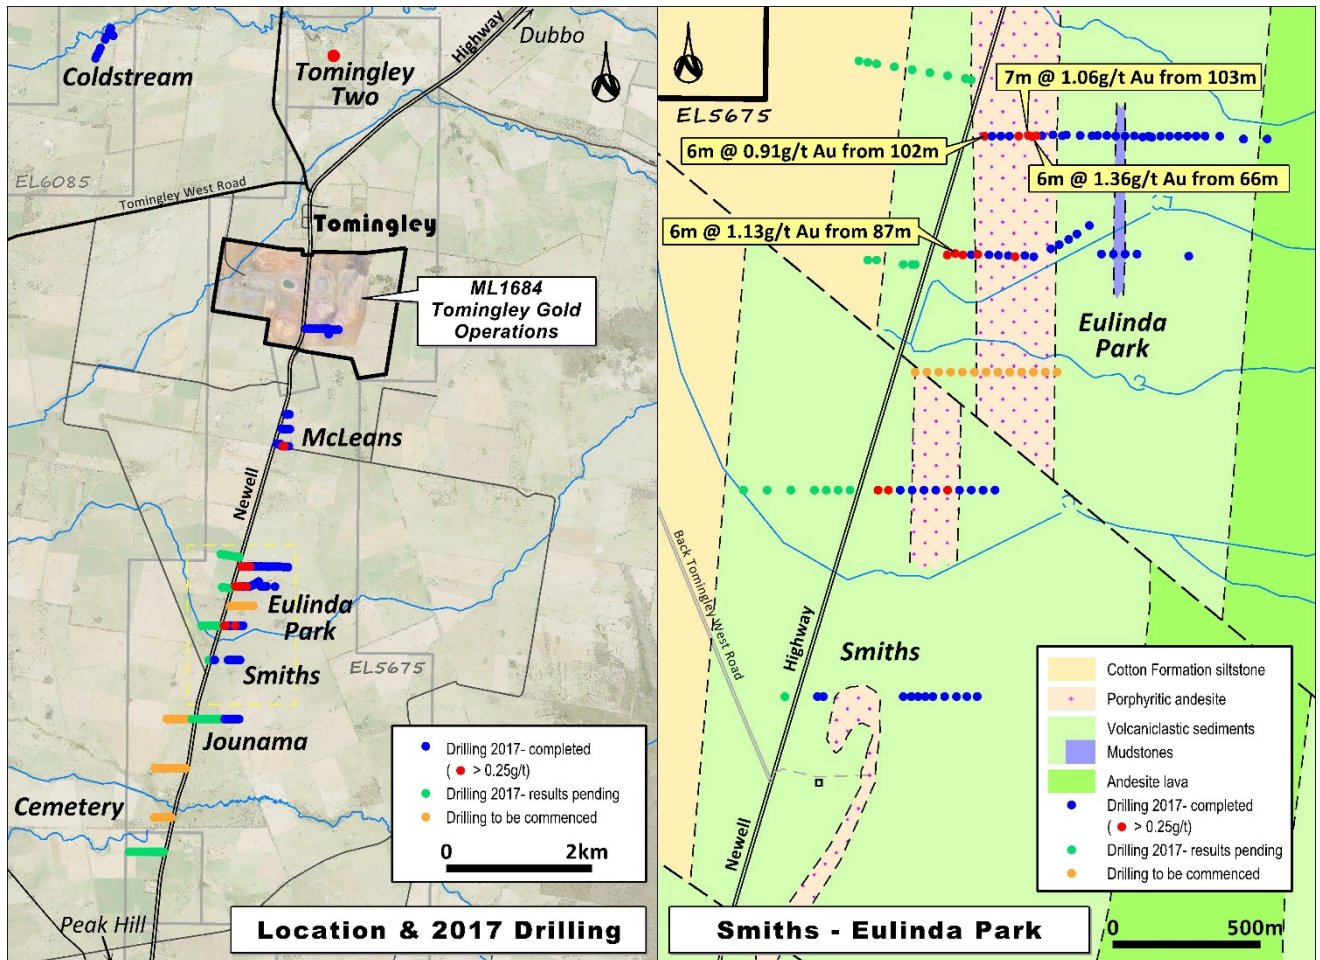 Coldstream
Tomingley
Two
Highway
Dubbo
EL6085
Tomingley West Road
Tomingley
ML1684
Tomingley Gold
Operations
McLeans
Newell
Eulinda
Park
Smiths
EL5675
Jounama
Cemetery
Peak Hill
Drilling 2017- completed
( > 0.25g/t)
Drilling 2017- results pending
Drilling to be commenced
0 2km
Location & 2017 Drilling
EL5675
7m @ 1.06g/t Au from 103m
6m @ 0.91g/t Au from 102m
6m @ 1.36g/t Au from 66m
6m @ 1.13g/t Au from 87m
Eulinda
Park
Back Tomingley West Road
Highway
Smiths
Newell
Cotton Formation siltstone
Porphyritic andesite
Volcaniclastic sediments
Mudstones
Andesite lava
Drilling 2017- completed
( > 0.25g/t)
Drilling 2017- results pending
Drilling to be commenced
0 500m
Smiths - Eulinda Park